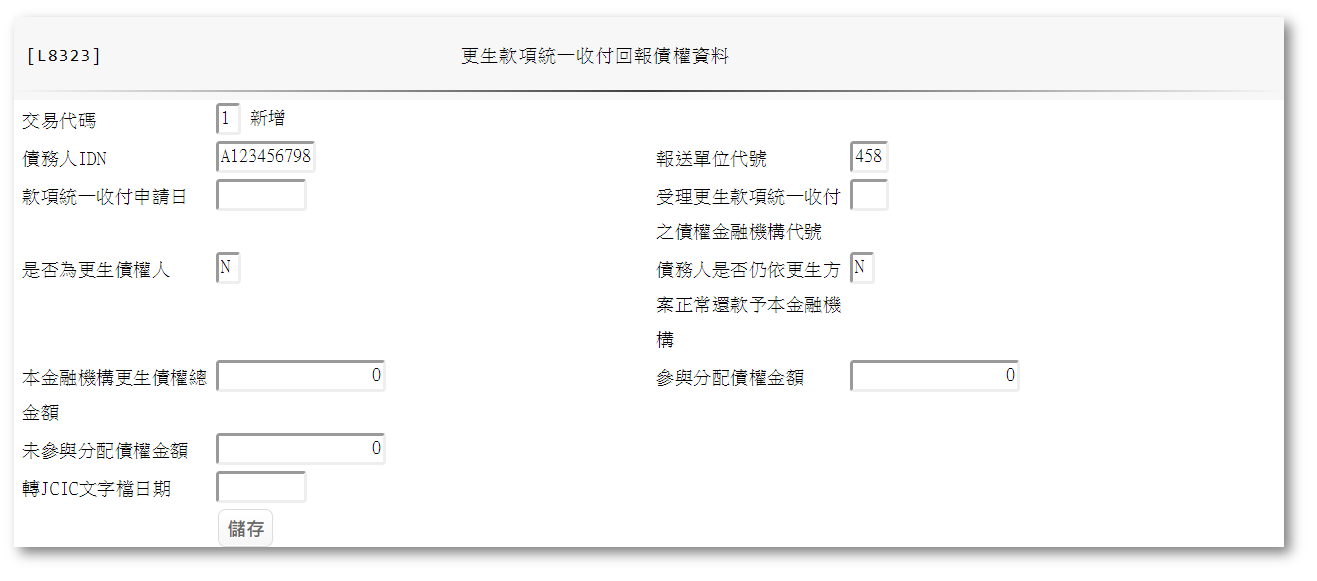 [L8323] 更生款項統一收付回報債權資料
交易代碼 1 新增
債務人IDN A123456798 報送單位代號 458
款項統一收付申請日 受理更生款項統一收付
之債權金融機構代號
是否為更生債權人 N 債務人是否仍依更生方 N
案正常還款予本金融機
構
本金融機構更生債權總 0 參與分配債權金額 0
金額
未參與分配債權金額 0
轉JCIC文字檔日期
儲存